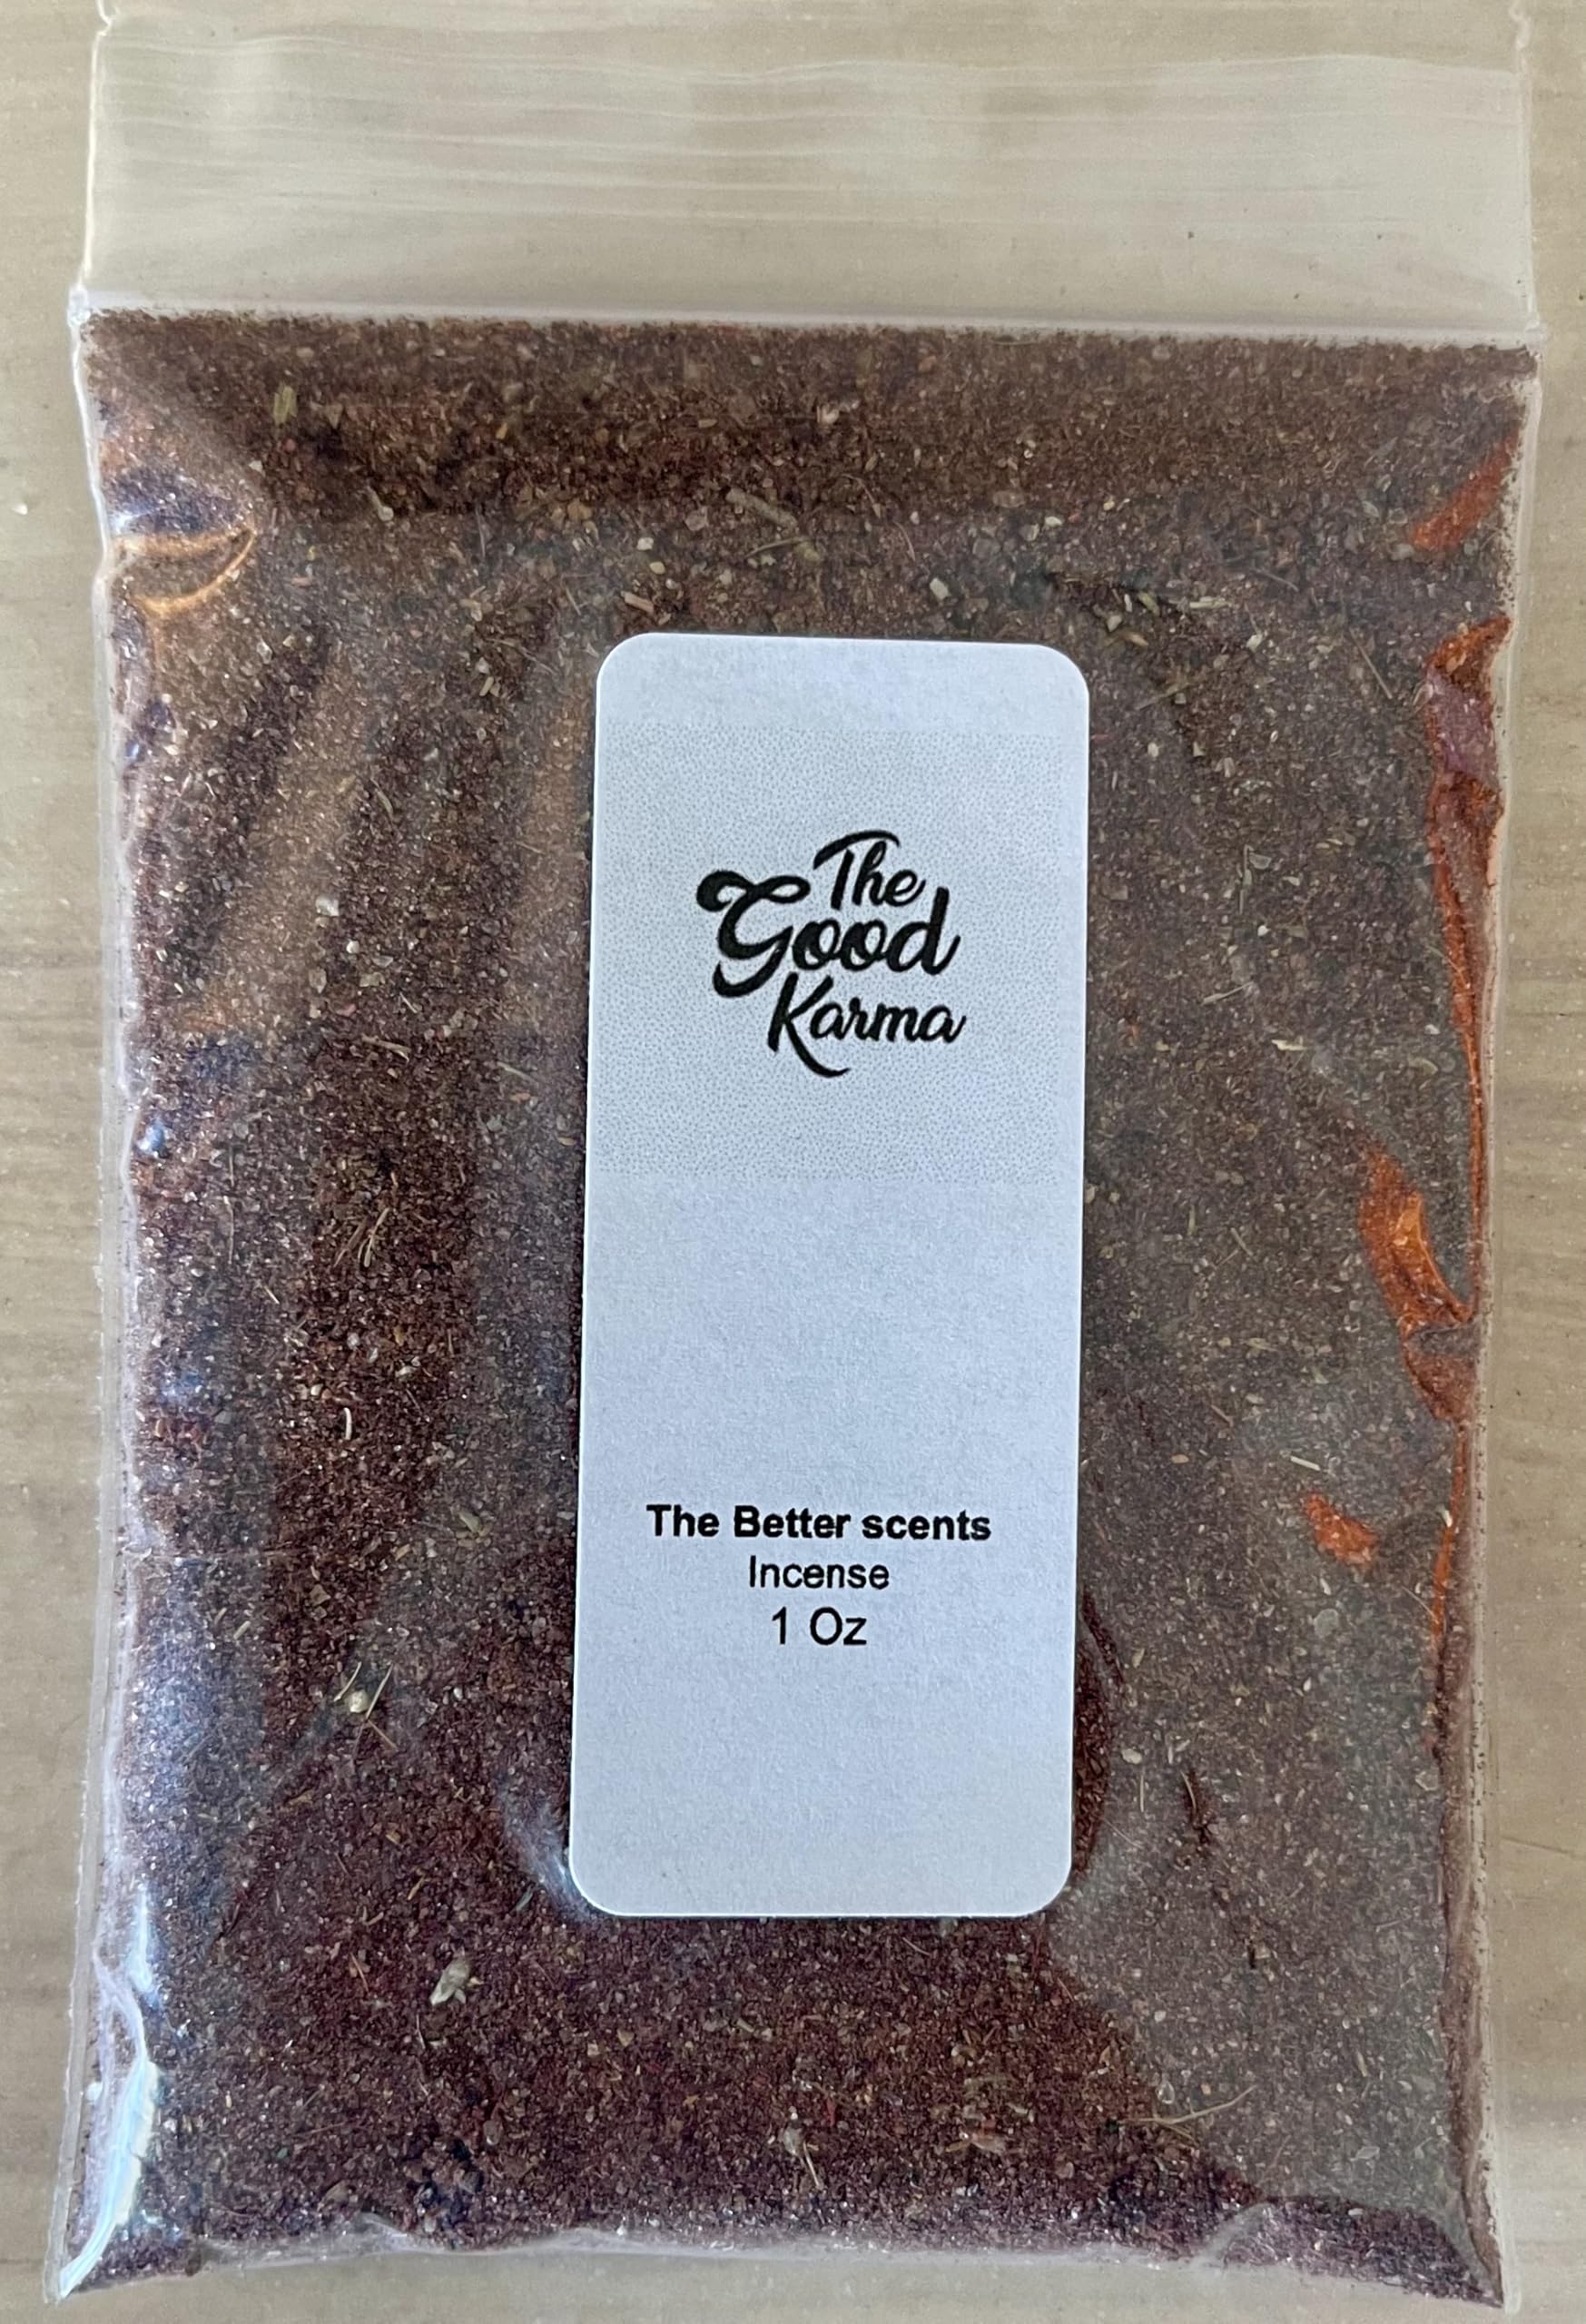 The
Good
Karma
The Better scents
Incense
1 Oz